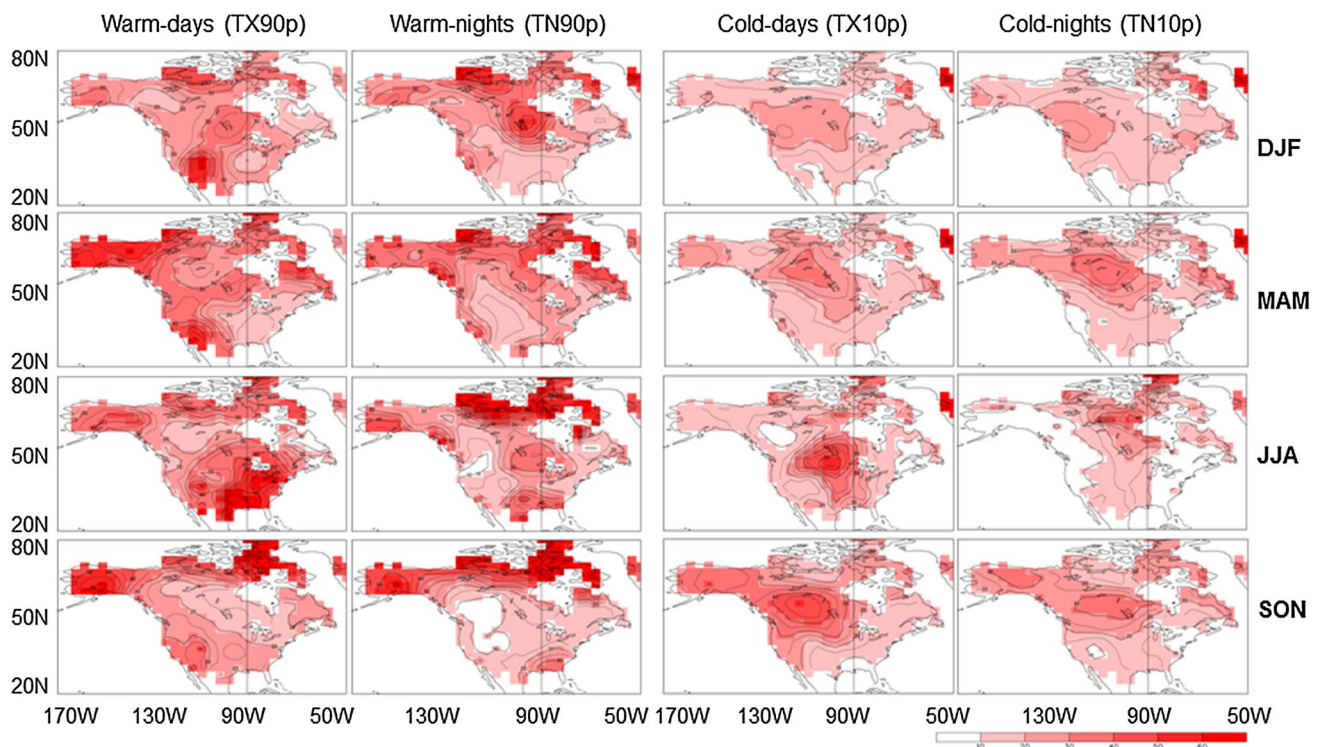 Warm-days (TX90p) Warm-nights (TN90p) Cold-days (TX10p) Cold-nights (TN10p)
80N
50N
20N
DJF
80N
50N
20N
MAM
80N
50N
20N
JJA
80N
50N
20N
SON
170W 130W 90W 50W 130W 90W 50W 170W 130W 90W 50W 130W 90W 50W